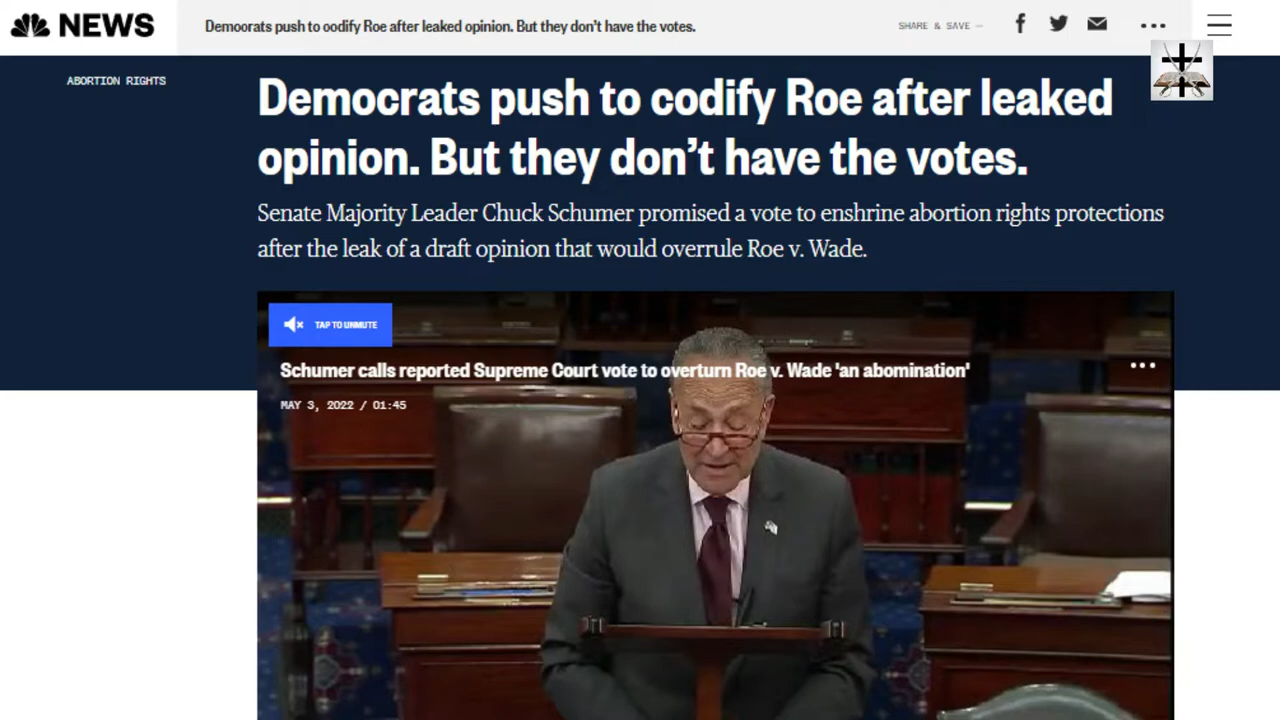 NEWS
Democrats push to codify Roe after leaked opinion. But they don't have the votes.
SHARE & SAVE —
ABORTION RIGHTS
Democrats push to codify Roe after leaked
opinion. But they don't have the votes.
Senate Majority Leader Chuck Schumer promised a vote to enshrine abortion rights protections
after the leak of a draft opinion that would overrule Roe v. Wade.
TAP TO UNMUTE
Schumer calls reported Supreme Court vote to overturn Roe v. Wade 'an abomination'
MAY 3, 2022 / 01:45